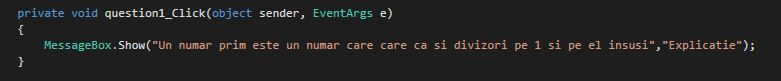 private void question1_Click(object sender, EventArgs e)
{
MessageBox.Show("Un numar prim este un numar care care ca si divizori pe 1 si pe el insusi","Explicatie");
}